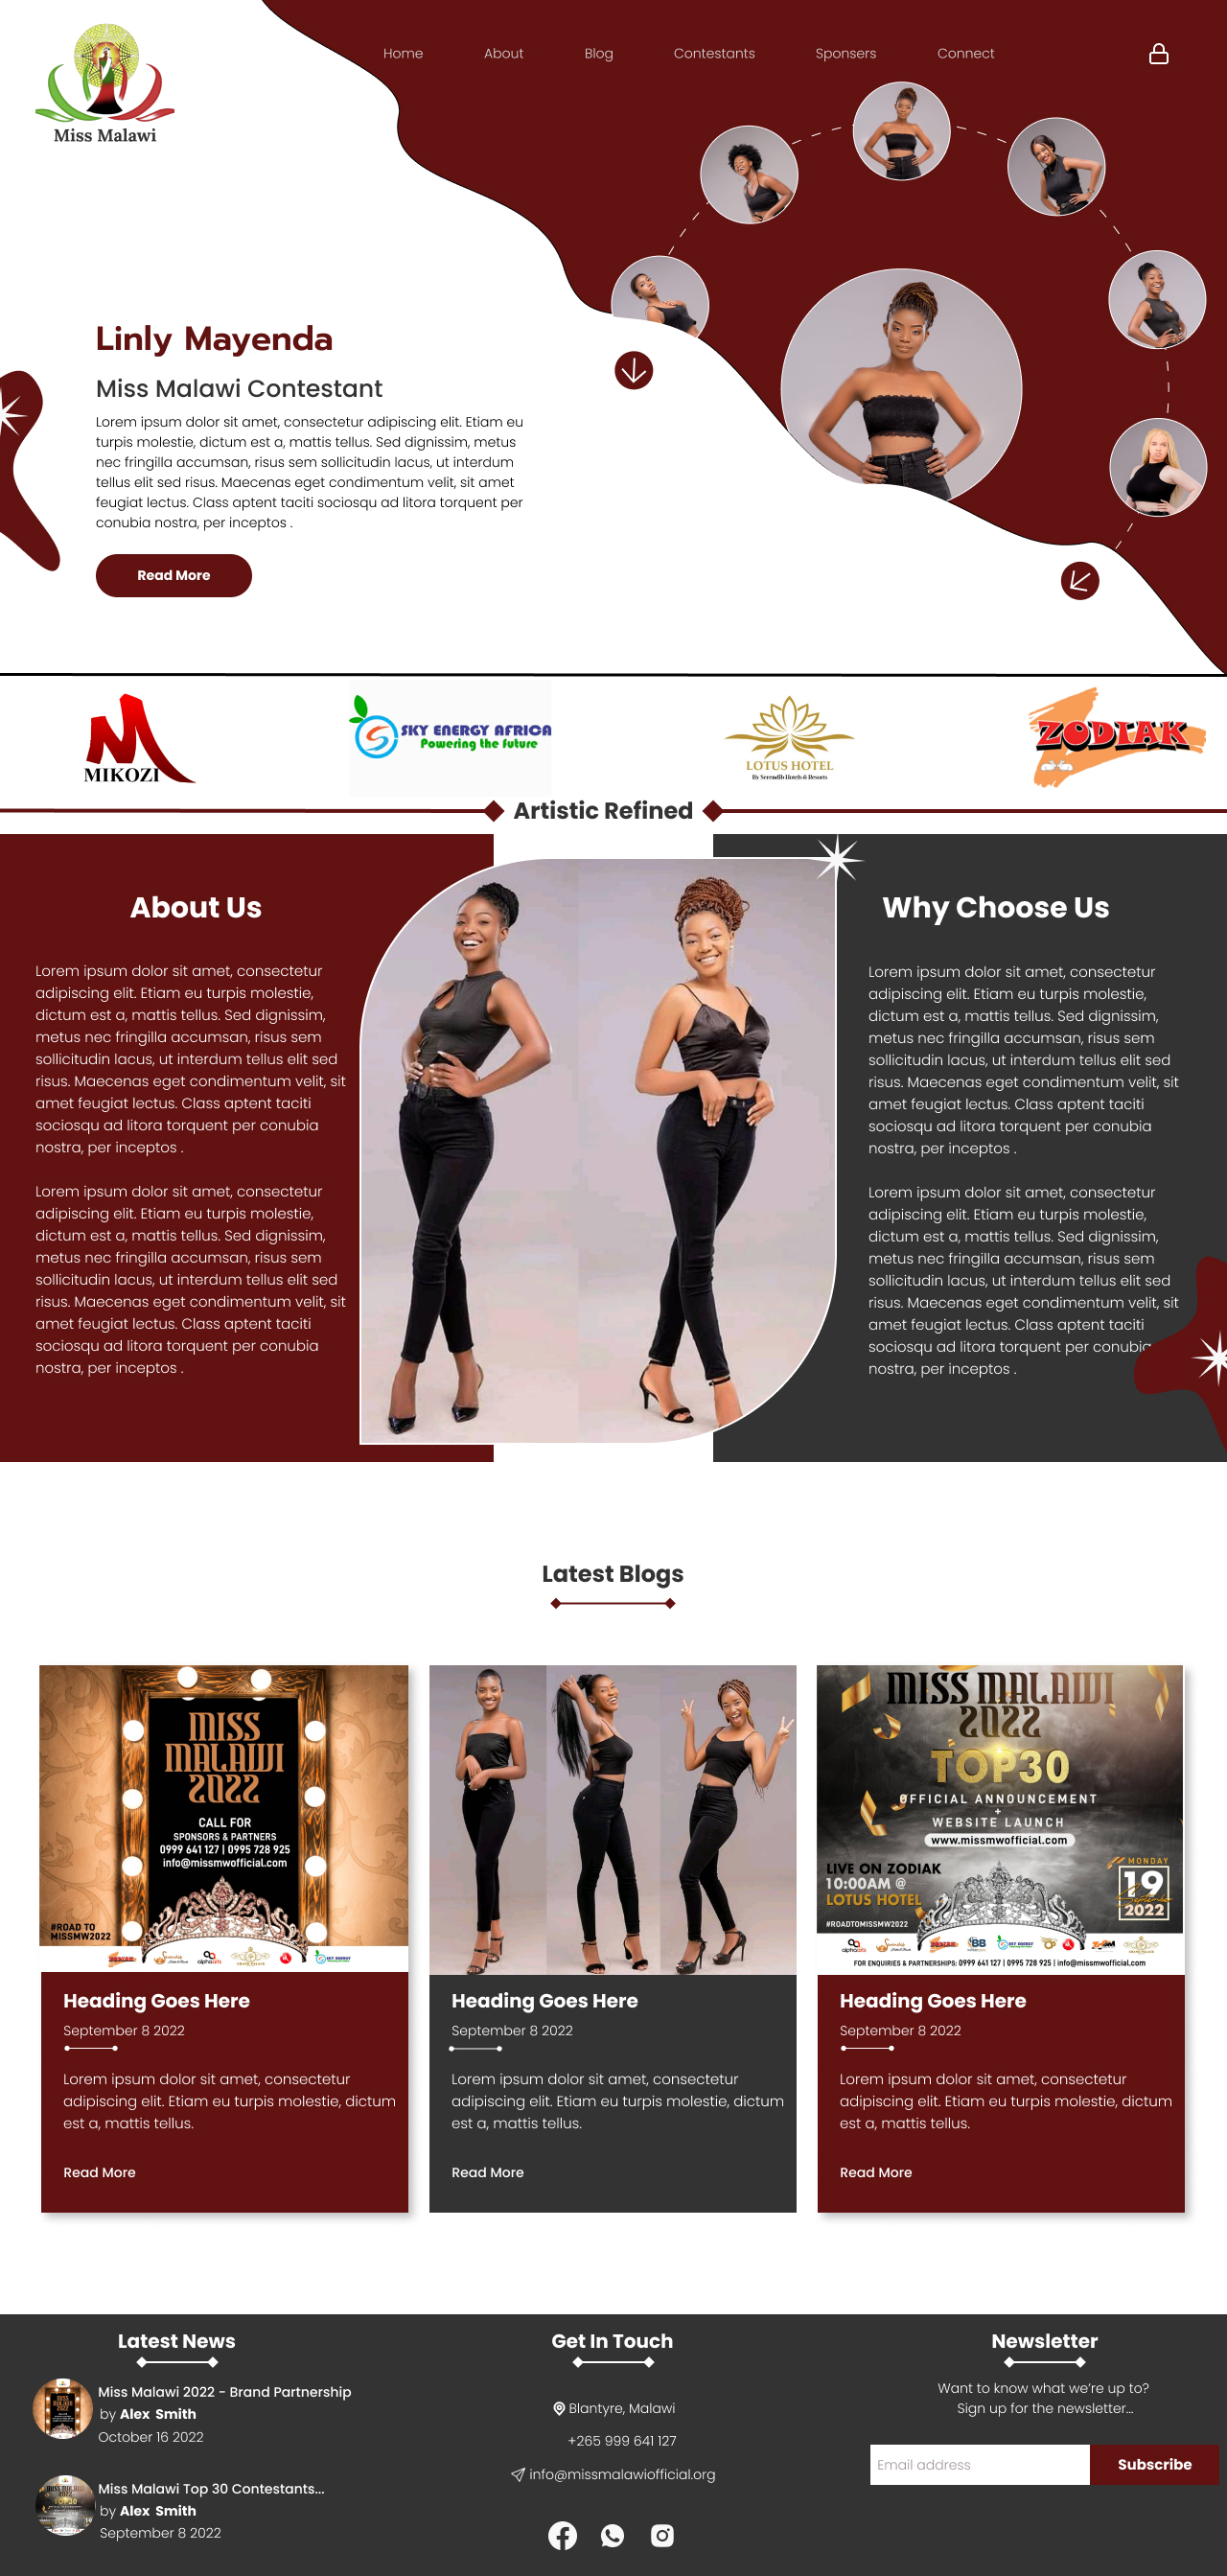 Home
About
Blog
Contestants
Sponsers
Connect
Miss Malawi
Linly Mayenda
Miss Malawi Contestant
Lorem ipsum dolor sit amet, consectetur adipiscing elit. Etiam eu
turpis molestie, dictum est a, mattis tellus. Sed dignissim, metus
nec fringilla accumsan, risus sem sollicitudin lacus, ut interdum
tellus elit sed risus. Maecenas eget condimentum velit, sit amet
feugiat lectus. Class aptent taciti sociosqu ad litora torquent per
conubia nostra, per inceptos .
Read More
MIKOZI
SKY ENERGY AFRICA
Powering the future
LOTUS HOTEL
By Serendib Hotels & Resorts
ZODIAK
Artistic Refined
About Us
Lorem ipsum dolor sit amet, consectetur
adipiscing elit. Etiam eu turpis molestie,
dictum est a, mattis tellus. Sed dignissim,
metus nec fringilla accumsan, risus sem
sollicitudin lacus, ut interdum tellus elit sed
risus. Maecenas eget condimentum velit, sit
amet feugiat lectus. Class aptent taciti
sociosqu ad litora torquent per conubia
nostra, per inceptos .
Lorem ipsum dolor sit amet, consectetur
adipiscing elit. Etiam eu turpis molestie,
dictum est a, mattis tellus. Sed dignissim,
metus nec fringilla accumsan, risus sem
sollicitudin lacus, ut interdum tellus elit sed
risus. Maecenas eget condimentum velit, sit
amet feugiat lectus. Class aptent taciti
sociosqu ad litora torquent per conubia
nostra, per inceptos .
Why Choose Us
Lorem ipsum dolor sit amet, consectetur
adipiscing elit. Etiam eu turpis molestie,
dictum est a, mattis tellus. Sed dignissim,
metus nec fringilla accumsan, risus sem
sollicitudin lacus, ut interdum tellus elit sed
risus. Maecenas eget condimentum velit, sit
amet feugiat lectus. Class aptent taciti
sociosqu ad litora torquent per conubia
nostra, per inceptos .
Lorem ipsum dolor sit amet, consectetur
adipiscing elit. Etiam eu turpis molestie,
dictum est a, mattis tellus. Sed dignissim,
metus nec fringilla accumsan, risus sem
sollicitudin lacus, ut interdum tellus elit sed
risus. Maecenas eget condimentum velit, sit
amet feugiat lectus. Class aptent taciti
sociosqu ad litora torquent per conubia
nostra, per inceptos .
Latest Blogs
MISS
MALAWI
2022
CALL FOR
SPONSORS & PARTNERS
0999 641 127 | 0995 728 925
info@missmwofficial.com
#ROAD TO
MISSMW2022
Heading Goes Here
September 8 2022
Lorem ipsum dolor sit amet, consectetur
adipiscing elit. Etiam eu turpis molestie, dictum
est a, mattis tellus.
Read More
Heading Goes Here
September 8 2022
Lorem ipsum dolor sit amet, consectetur
adipiscing elit. Etiam eu turpis molestie, dictum
est a, mattis tellus.
Read More
MISS MALAWI
2022
TOP30
OFFICIAL ANNOUNCEMENT
+
WEBSITE LAUNCH
www.missmwofficial.com
LIVE ON ZODIAK
10:00AM @
LOTUS HOTEL
#ROADTOMISSMW2022
MONDAY
19
September
2022
FOR ENQUIRIES & PARTNERSHIPS: 0999 641 127 | 0995 728 925 | info@missmwofficial.com
Heading Goes Here
September 8 2022
Lorem ipsum dolor sit amet, consectetur
adipiscing elit. Etiam eu turpis molestie, dictum
est a, mattis tellus.
Read More
Latest News
Miss Malawi 2022 - Brand Partnership
by Alex Smith
October 16 2022
Miss Malawi Top 30 Contestants...
by Alex Smith
September 8 2022
Get In Touch
Blantyre, Malawi
+265 999 641 127
info@missmalawiofficial.org
Newsletter
Want to know what we’re up to?
Sign up for the newsletter...
Email address
Subscribe